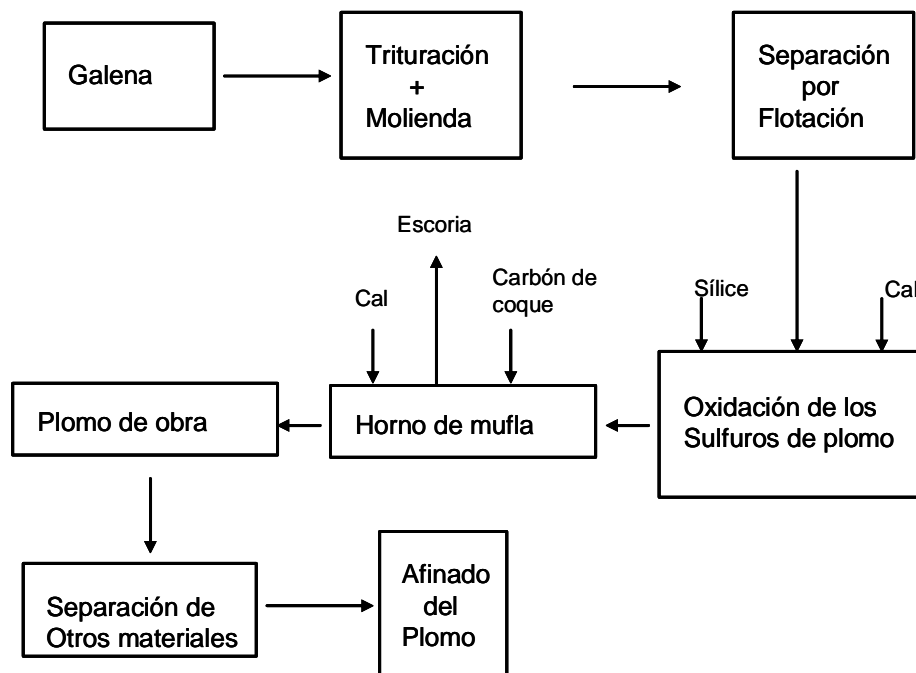 Galena
Trituración
+
Molienda
Separación
por
Flotación
Escoria
Cal
Carbón de
coque
Sílice
Cal
Plomo de obra
Horno de mufla
Oxidación de los
Sulfuros de plomo
Separación de
Otros materiales
Afinado
del
Plomo